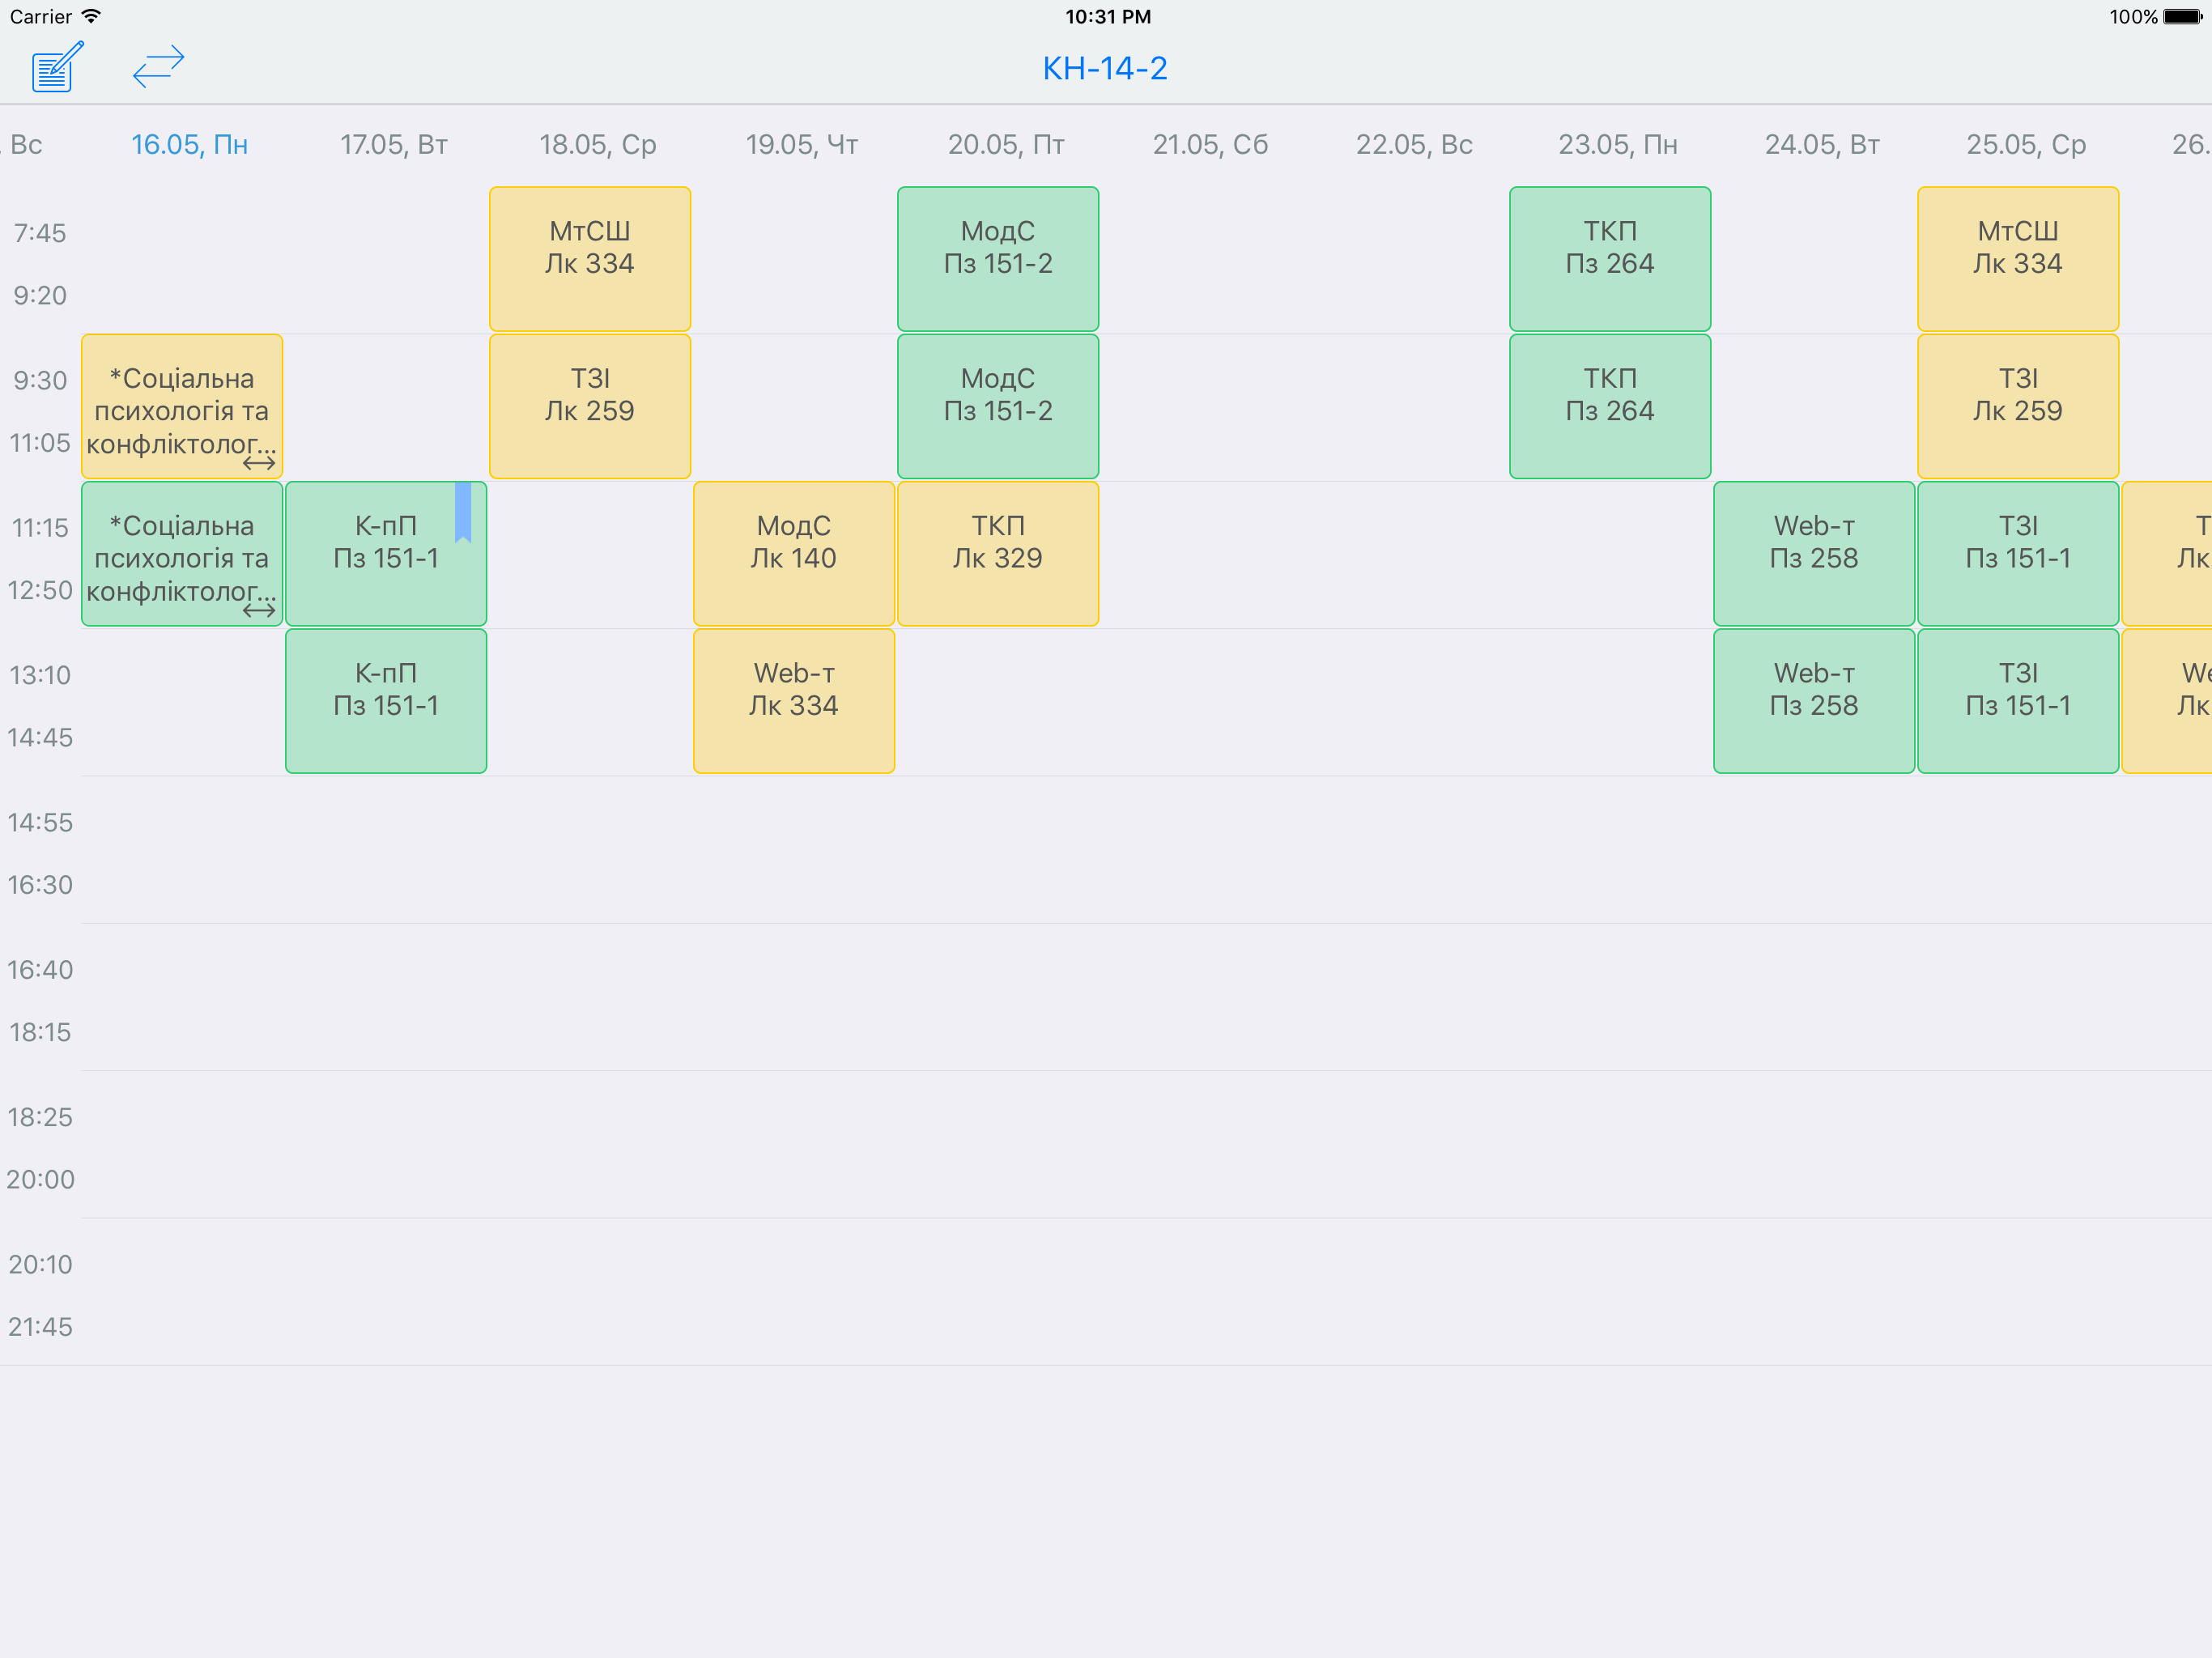 Carrier 10:31 PM 100%
КН-14-2
, Вс 16.05, Пн 17.05, Вт 18.05, Ср 19.05, Чт 20.05, Пт 21.05, Сб 22.05, Вс 23.05, Пн 24.05, Вт 25.05, Ср 26.
7:45
9:20
МтСШ
Лк 334
МодС
Пз 151-2
ТКП
Пз 264
МтСШ
Лк 334
9:30
11:05
*Соціальна
психологія та
конфліктолог...
ТЗІ
Лк 259
МодС
Пз 151-2
ТКП
Пз 264
ТЗІ
Лк 259
11:15
12:50
*Соціальна
психологія та
конфліктолог...
К-пП
Пз 151-1
МодС
Лк 140
ТКП
Лк 329
Web-т
Пз 258
ТЗІ
Пз 151-1
Т
Лк
13:10
14:45
К-пП
Пз 151-1
Web-т
Лк 334
Web-т
Пз 258
ТЗІ
Пз 151-1
We
Лк
14:55
16:30
16:40
18:15
18:25
20:00
20:10
21:45